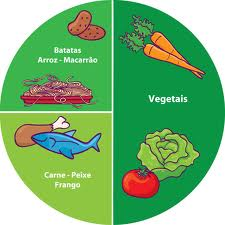 Batatas
Arroz - Macarrão
Vegetais
Carne - Peixe
Frango